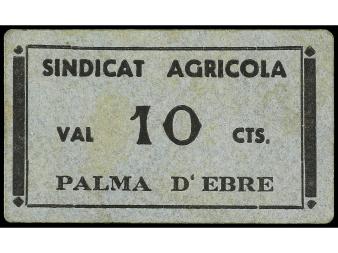 SINDICAT AGRICOLA
VAL 10 CTS.
PALMA D'EBRE